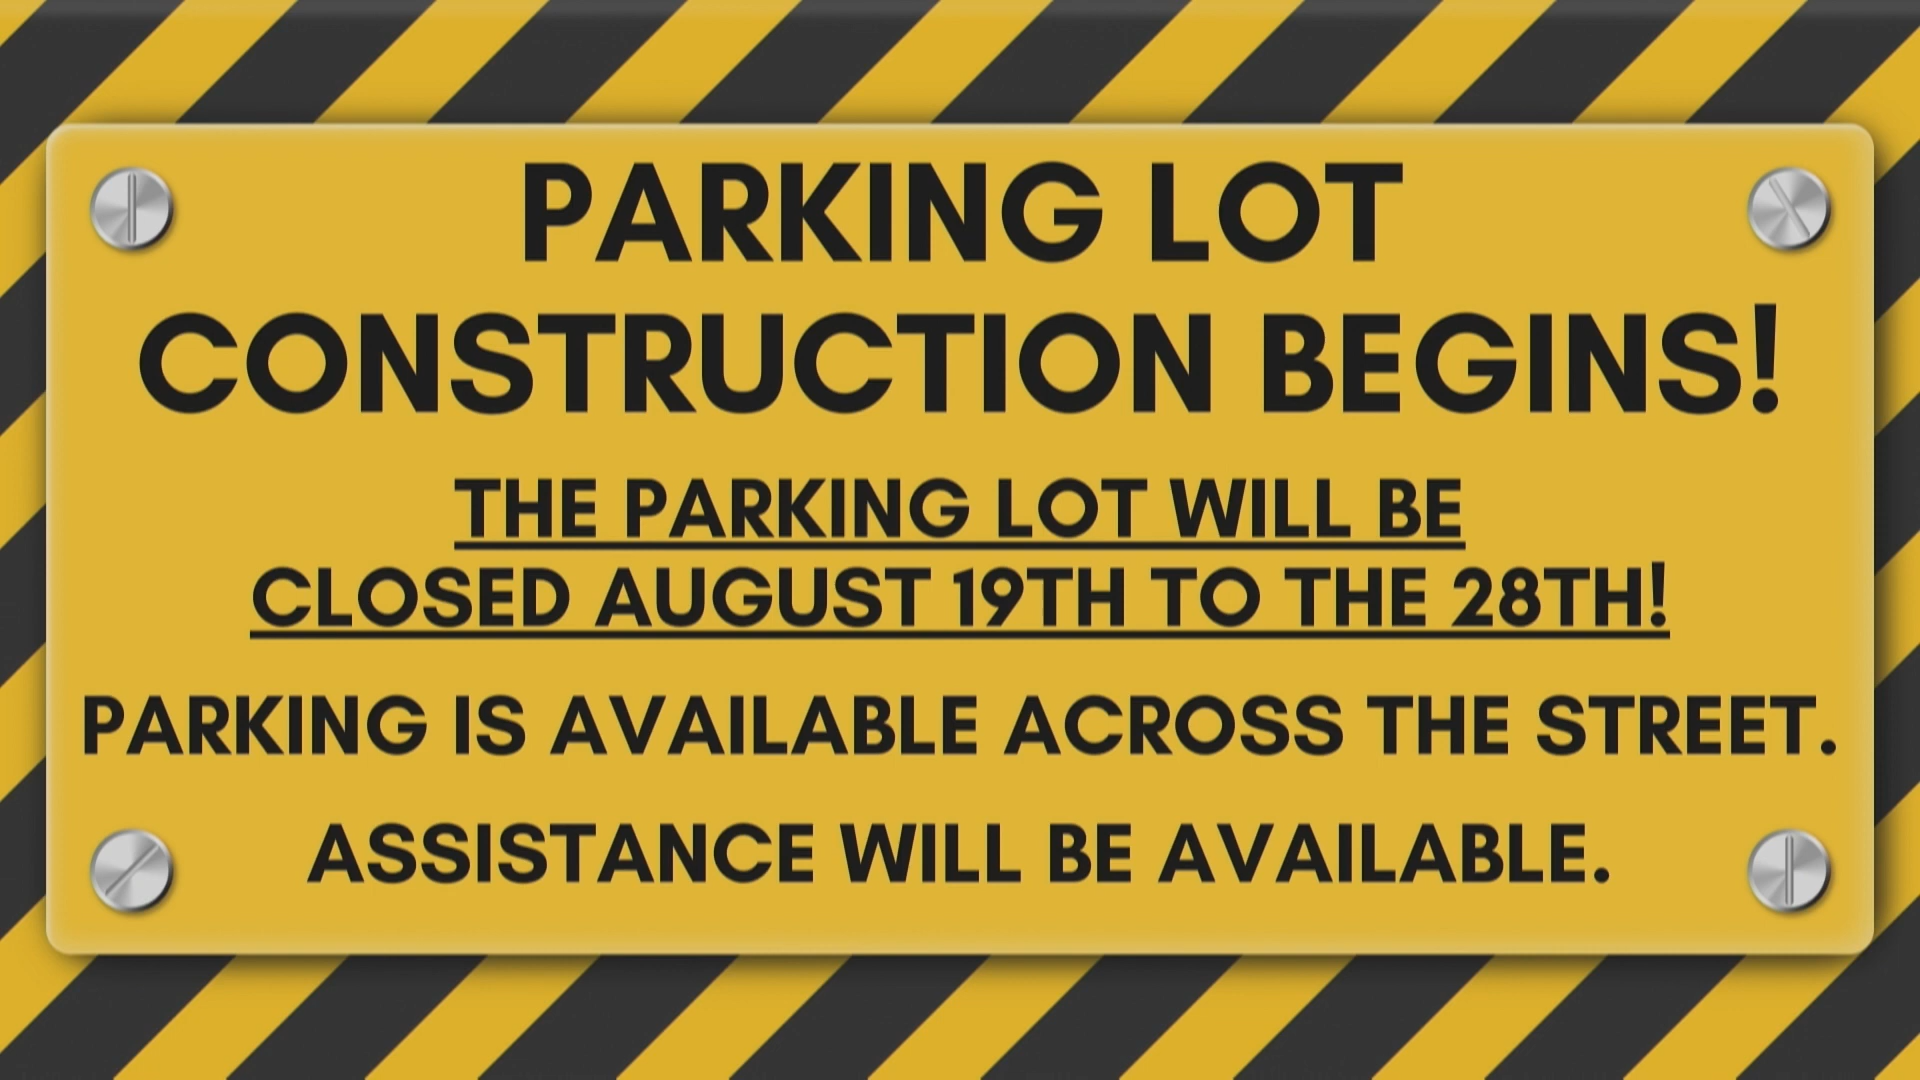 PARKING LOT
CONSTRUCTION BEGINS!
THE PARKING LOT WILL BE
CLOSED AUGUST 19TH TO THE 28TH!
PARKING IS AVAILABLE ACROSS THE STREET.
ASSISTANCE WILL BE AVAILABLE.